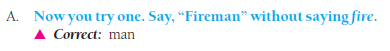 A. Now you try one. Say, “Fireman” without saying fire.
▲ Correct: man